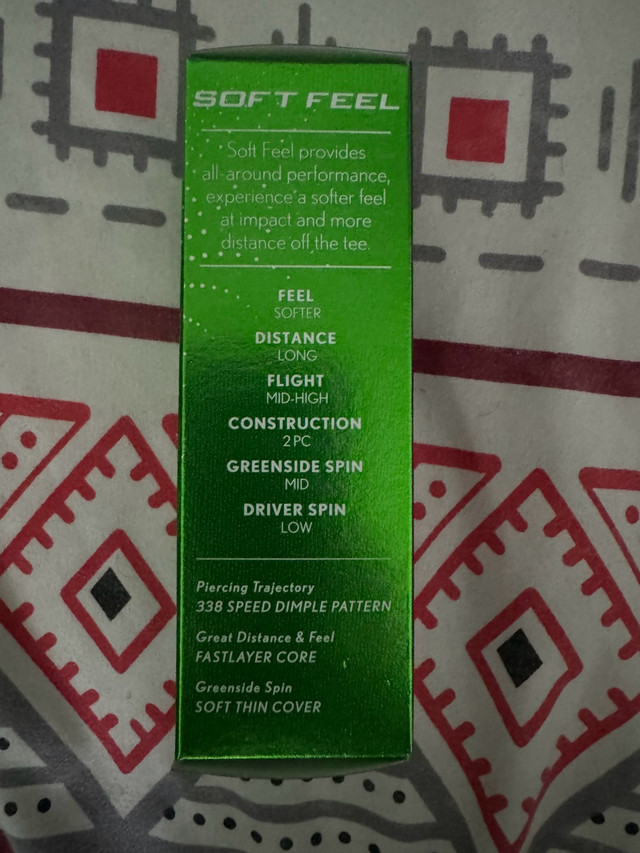 SOFT FEEL
Soft Feel provides
all-around performance,
experience a softer feel
at impact and more
distance off the tee.
FEEL
SOFTER
DISTANCE
LONG
FLIGHT
MID-HIGH
CONSTRUCTION
2 PC
GREENSIDE SPIN
MID
DRIVER SPIN
LOW
Piercing Trajectory
338 SPEED DIMPLE PATTERN
Great Distance & Feel
FASTLAYER CORE
Greenside Spin
SOFT THIN COVER